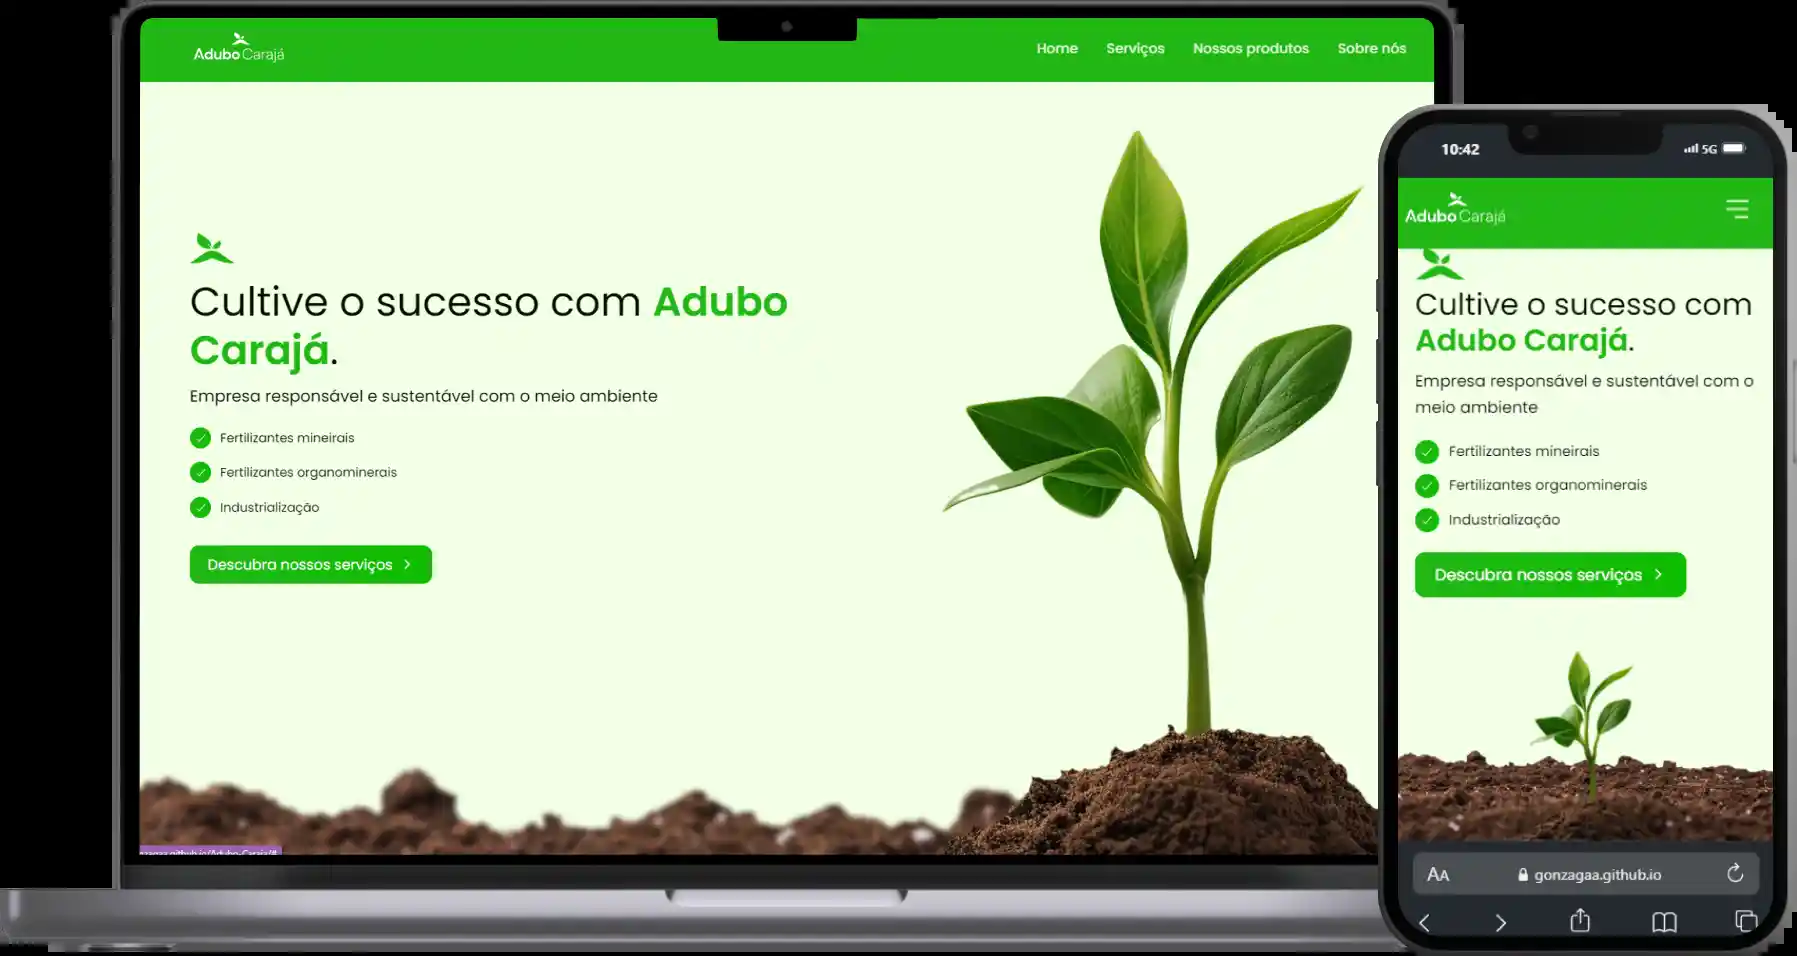 Adubo Carajá
Home Serviços Nossos produtos Sobre nós
Cultive o sucesso com Adubo
Carajá.
Empresa responsável e sustentável com o meio ambiente
Fertilizantes mineirais
Fertilizantes organominerais
Industrialização
Descubra nossos serviços
10:42
5G
Adubo Carajá
Cultive o sucesso com
Adubo Carajá.
Empresa responsável e sustentável com o
meio ambiente
Fertilizantes mineirais
Fertilizantes organominerais
Industrialização
Descubra nossos serviços
AA gonzagaa.github.io